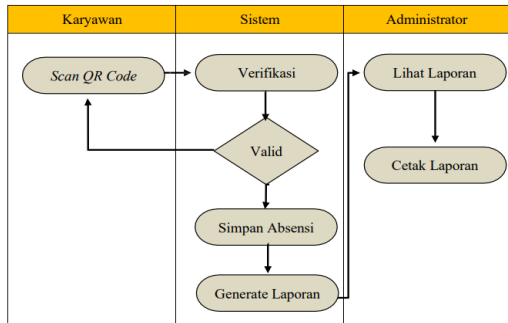 Karyawan
Sistem
Administrator
Scan QR Code
Verifikasi
Lihat Laporan
Valid
Cetak Laporan
Simpan Absensi
Generate Laporan